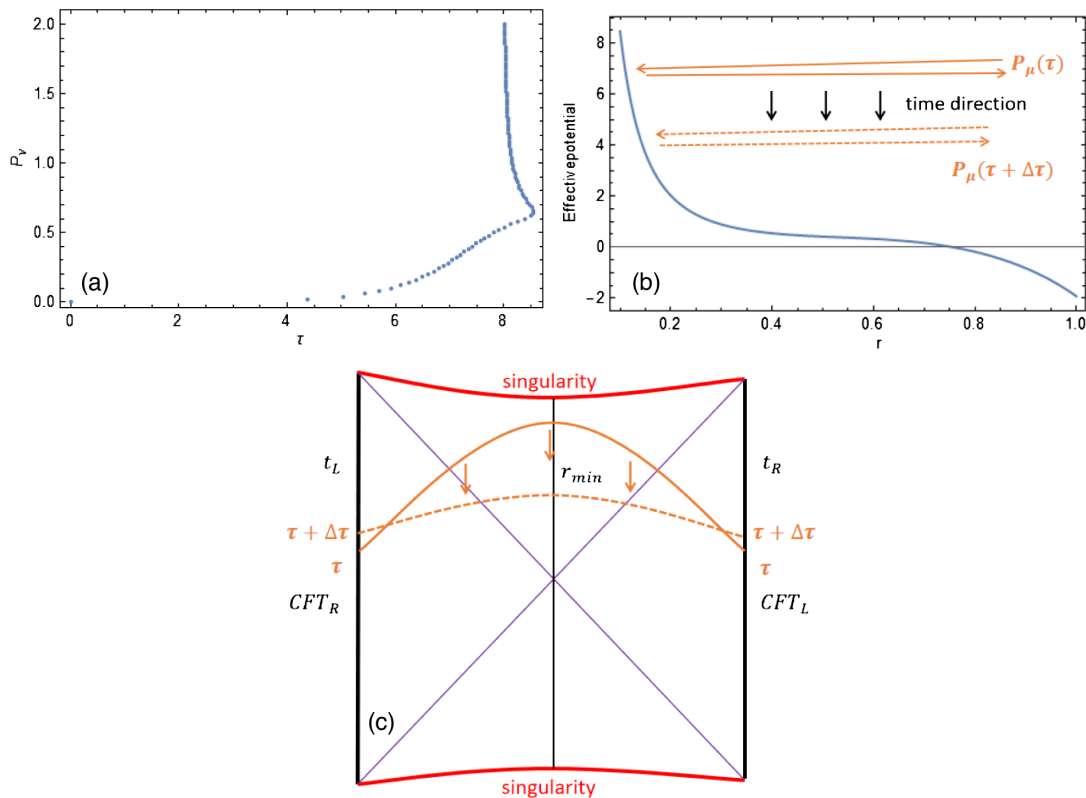 2.0
1.5
1.0
0.5
0.0
P_v
(a)
0 2 4 6 8
τ
(b)
8
6
4
2
0
−2
Effectivepotential
P_μ(τ)
time direction
P_μ(τ + Δτ)
0.2 0.4 0.6 0.8 1.0
r
singularity
t_L
t_R
r_min
τ + Δτ
τ + Δτ
τ
τ
CFT_R
CFT_L
(c)
singularity